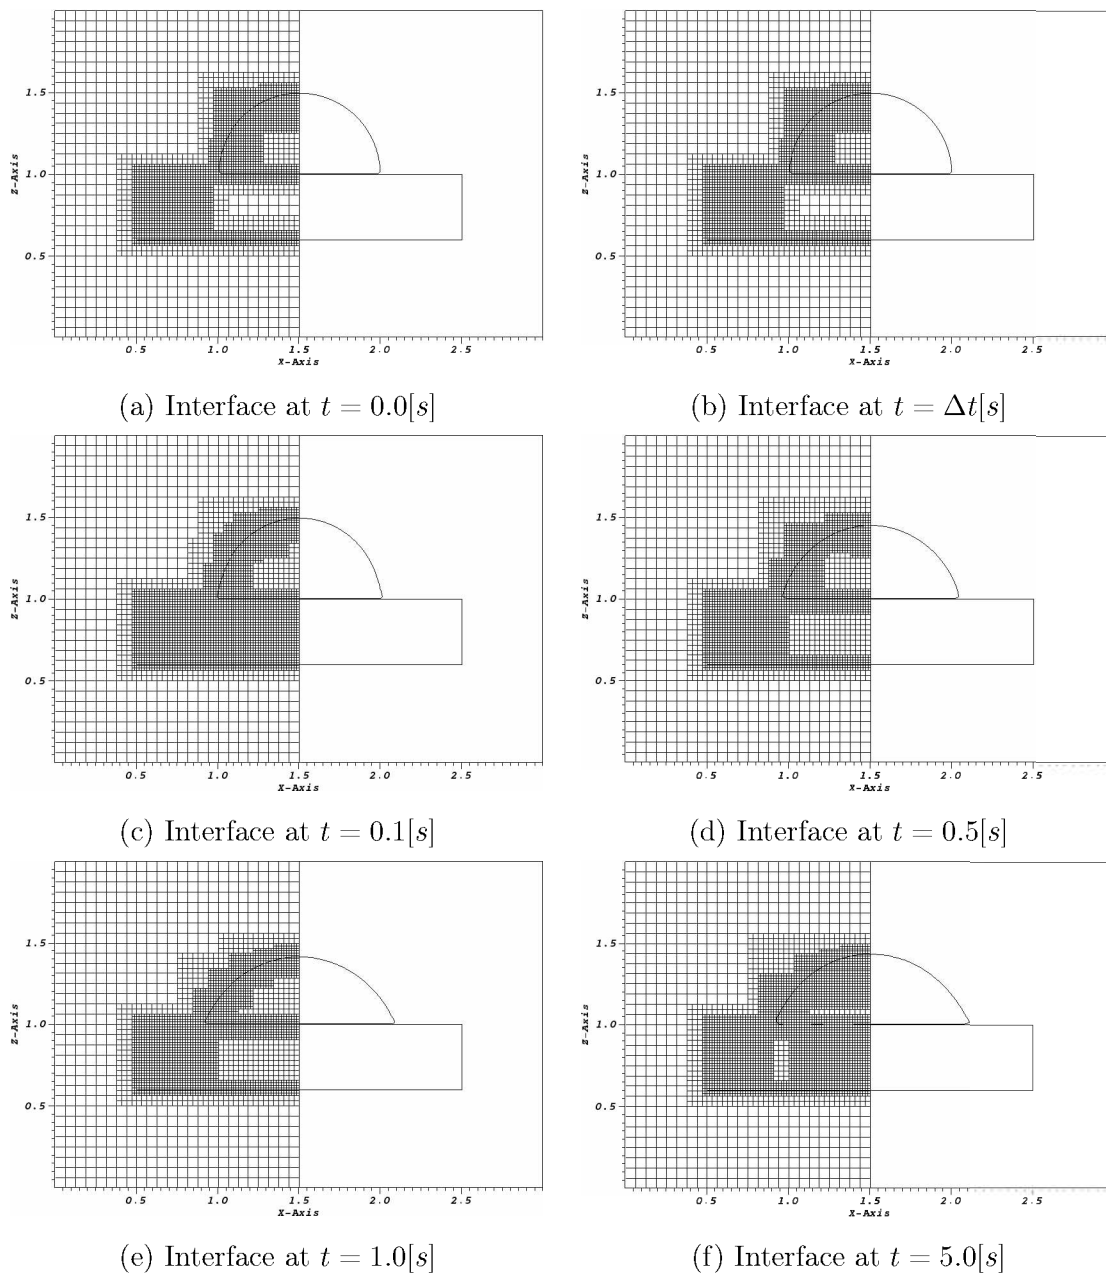 1.5
1.0
0.5
Z-Axis
0.5 1.0 1.5 2.0 2.5
X-Axis
(a) Interface at t = 0.0[s]
1.5
1.0
0.5
Z-Axis
0.5 1.0 1.5 2.0 2.5
X-Axis
(b) Interface at t = Δt[s]
1.5
1.0
0.5
Z-Axis
0.5 1.0 1.5 2.0 2.5
X-Axis
(c) Interface at t = 0.1[s]
1.5
1.0
0.5
Z-Axis
0.5 1.0 1.5 2.0 2.5
X-Axis
(d) Interface at t = 0.5[s]
1.5
1.0
0.5
Z-Axis
0.5 1.0 1.5 2.0 2.5
X-Axis
(e) Interface at t = 1.0[s]
1.5
1.0
0.5
Z-Axis
0.5 1.0 1.5 2.0 2.5
X-Axis
(f) Interface at t = 5.0[s]